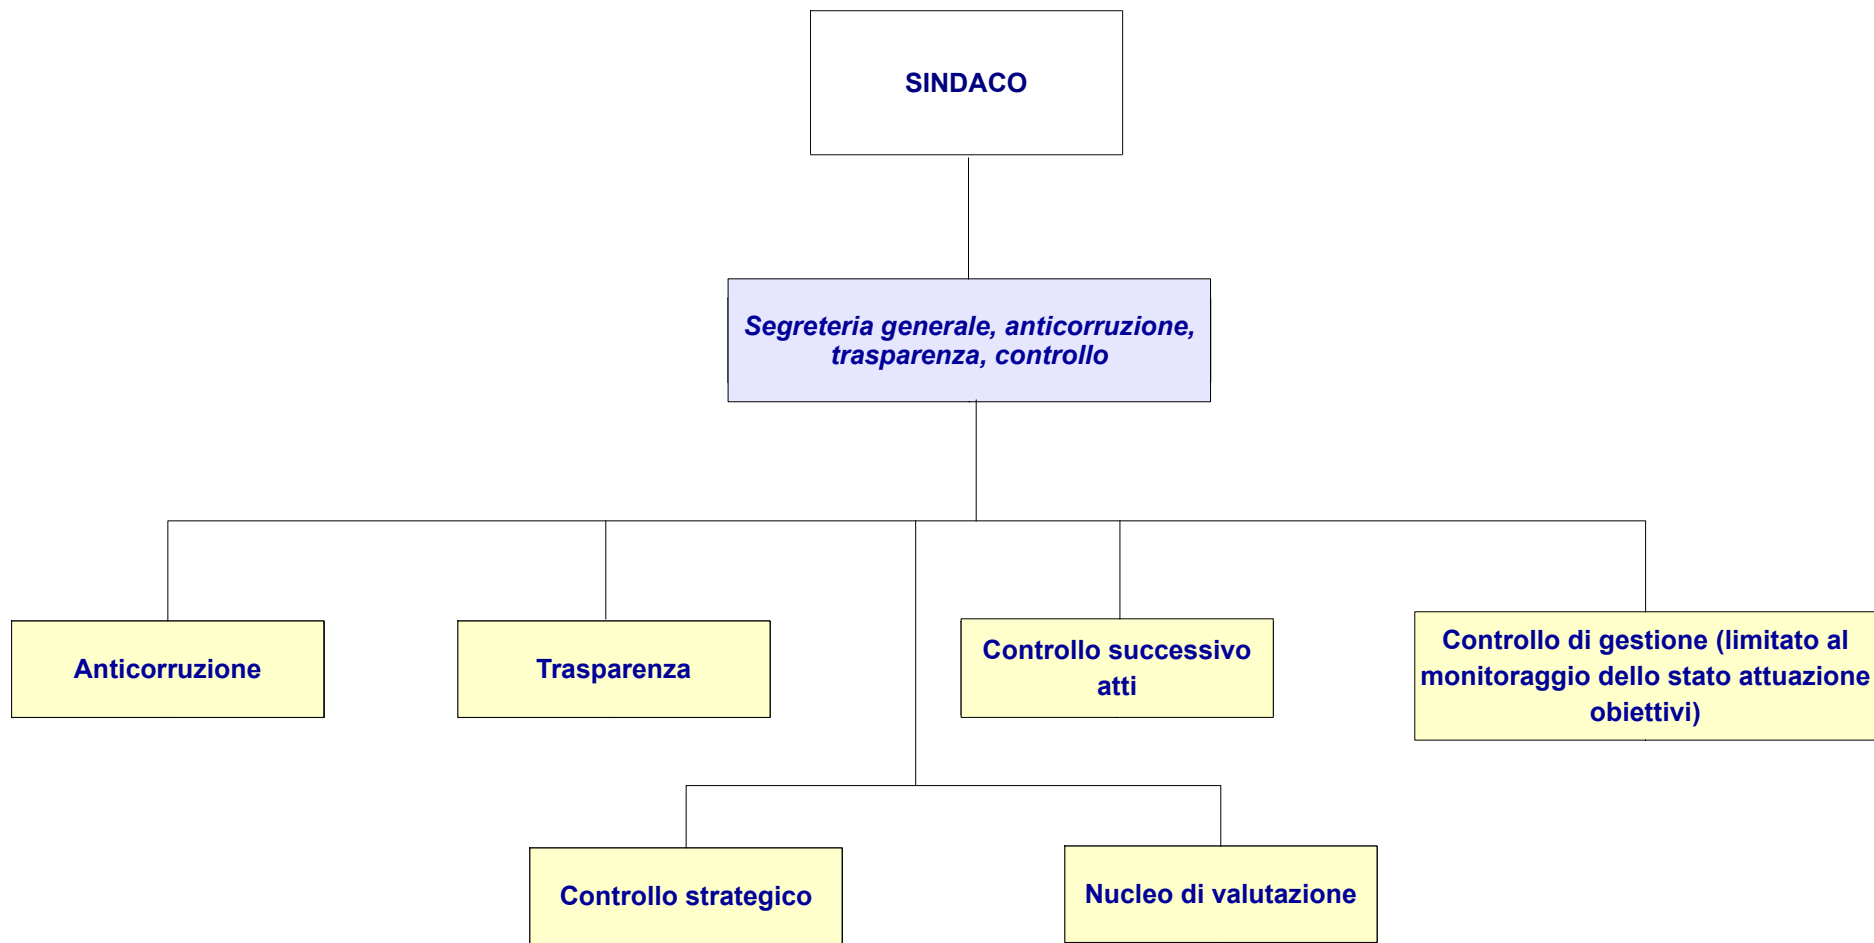 SINDACO
Segreteria generale, anticorruzione,
trasparenza, controllo
Anticorruzione
Trasparenza
Controllo successivo
atti
Controllo di gestione (limitato al
monitoraggio dello stato attuazione
obiettivi)
Controllo strategico
Nucleo di valutazione